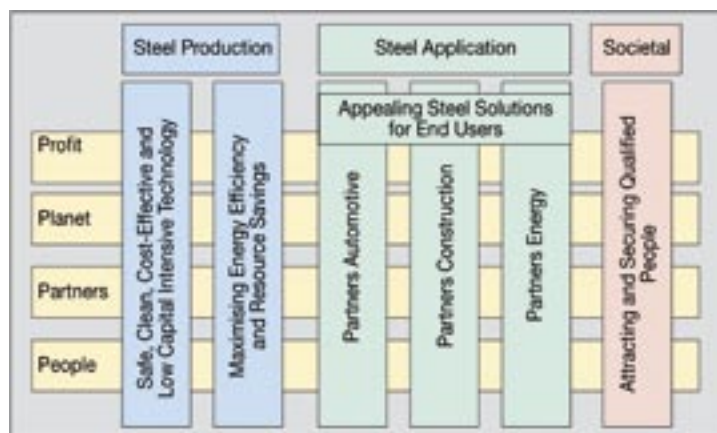 Steel Production
Steel Application
Societal
Appealing Steel Solutions
for End Users
Profit
Planet
Partners
People
Safe, Clean, Cost-Effective and
Low Capital Intensive Technology
Maximising Energy Efficiency
and Resource Savings
Partners Automotive
Partners Construction
Partners Energy
Attracting and Securing Qualified
People